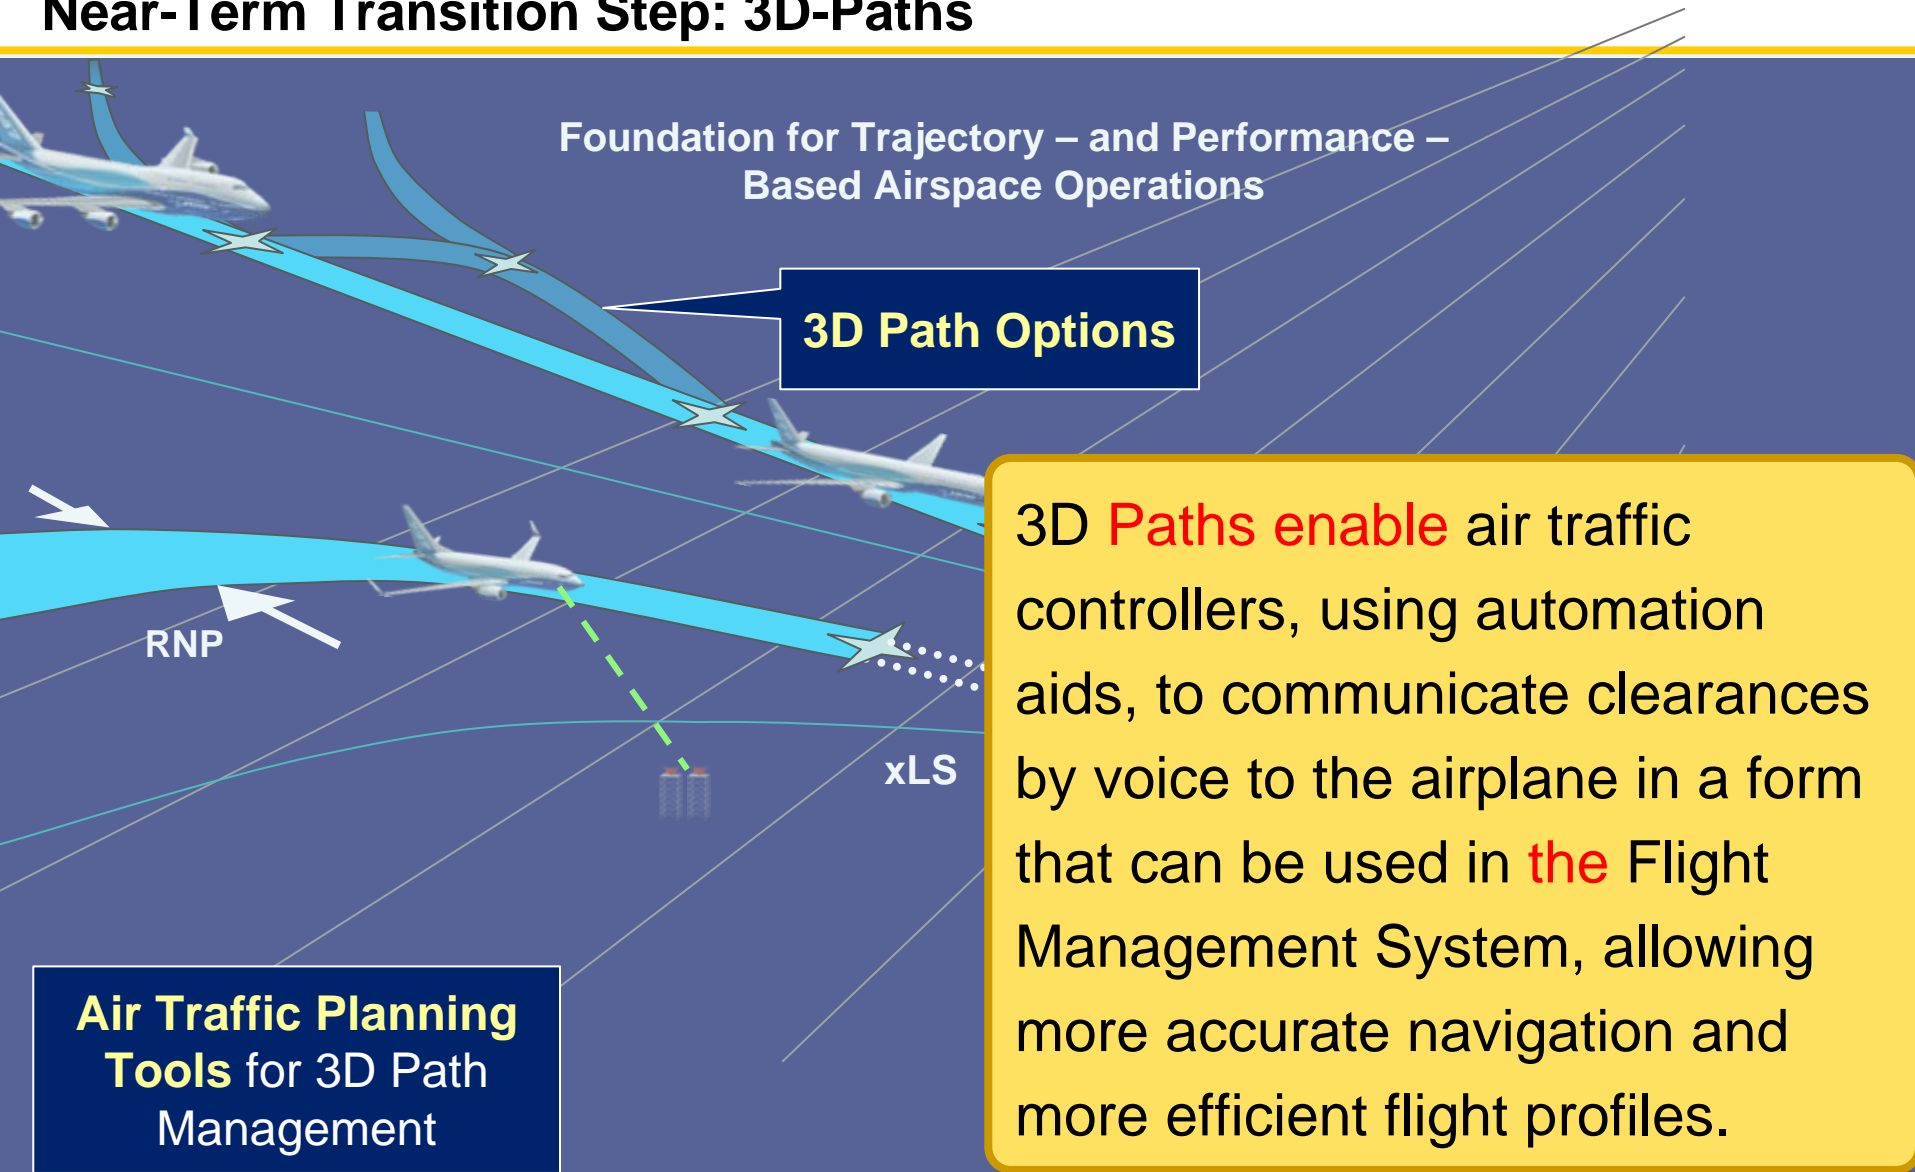 Near-Term Transition Step: 3D-Paths
Foundation for Trajectory – and Performance –
Based Airspace Operations
3D Path Options
RNP
xLS
3D Paths enable air traffic
controllers, using automation
aids, to communicate clearances
by voice to the airplane in a form
that can be used in the Flight
Management System, allowing
more accurate navigation and
more efficient flight profiles.
Air Traffic Planning
Tools for 3D Path
Management